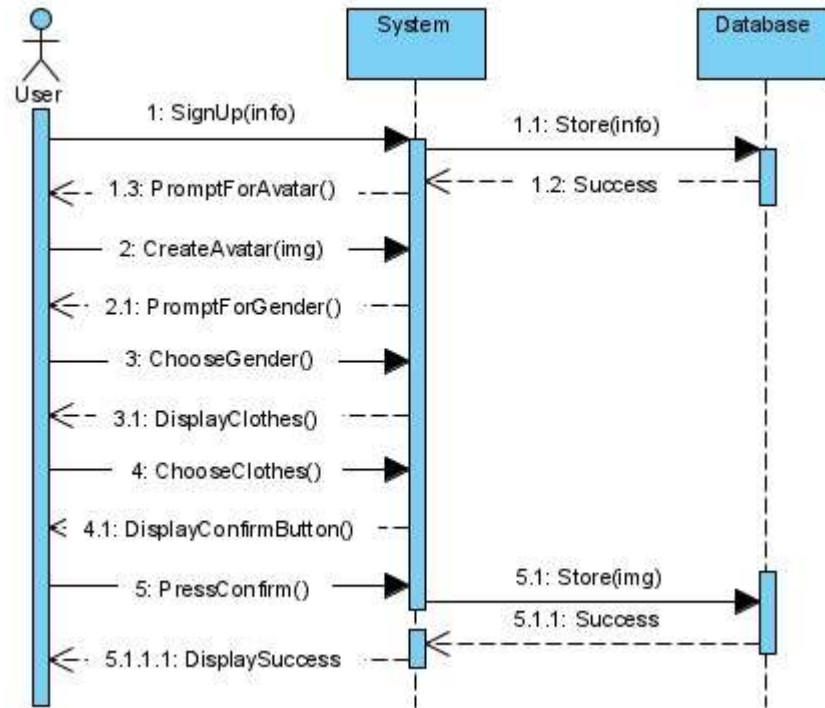 System
Database
User
1: SignUp(info)
1.1: Store(info)
1.2: Success
1.3: PromptForAvatar()
2: CreateAvatar(img)
2.1: PromptForGender()
3: ChooseGender()
3.1: DisplayClothes()
4: ChooseClothes()
4.1: DisplayConfirmButton()
5: PressConfirm()
5.1: Store(img)
5.1.1: Success
5.1.1.1: DisplaySuccess